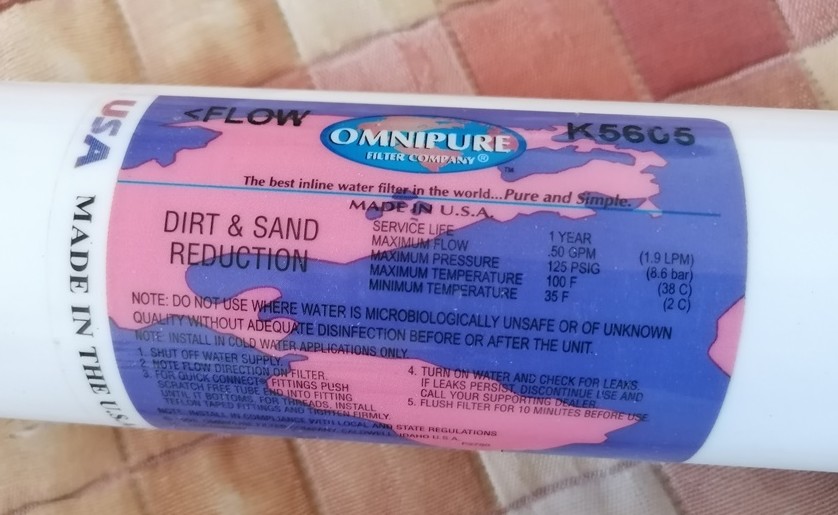 <FLOW
OMNIPURE
FILTER COMPANY®
™
K5605
The best inline water filter in the world...Pure and Simple.
MADE IN U.S.A.
DIRT & SAND
REDUCTION
SERVICE LIFE 1 YEAR
MAXIMUM FLOW .50 GPM (1.9 LPM)
MAXIMUM PRESSURE 125 PSIG (8.6 bar)
MAXIMUM TEMPERATURE 100 F (38 C)
MINIMUM TEMPERATURE 35 F (2 C)
NOTE: DO NOT USE WHERE WATER IS MICROBIOLOGICALLY UNSAFE OR OF UNKNOWN
QUALITY WITHOUT ADEQUATE DISINFECTION BEFORE OR AFTER THE UNIT.
NOTE: INSTALL IN COLD WATER APPLICATIONS ONLY.
1. SHUT OFF WATER SUPPLY.
2. NOTE FLOW DIRECTION ON FILTER.
3. FOR QUICK CONNECT® FITTINGS PUSH
SCRATCH FREE TUBE END INTO FITTING
UNTIL IT BOTTOMS, FOR THREADS, INSTALL
TEFLON TAPED FITTINGS AND TIGHTEN FIRMLY.
4. TURN ON WATER AND CHECK FOR LEAKS.
IF LEAKS PERSIST, DISCONTINUE USE AND
CALL YOUR SUPPORTING DEALER.
5. FLUSH FILTER FOR 10 MINUTES BEFORE USE.
NOTE: INSTALL IN COMPLIANCE WITH LOCAL AND STATE REGULATIONS
OMNIPURE FILTER COMPANY, CALDWELL, IDAHO U.S.A.
USA
MADE IN THE U.S.A